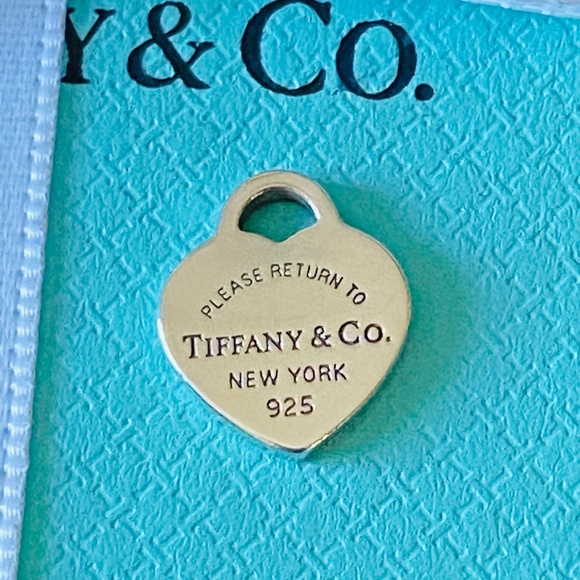 Y & Co.
PLEASE RETURN TO
TIFFANY & CO.
NEW YORK
925